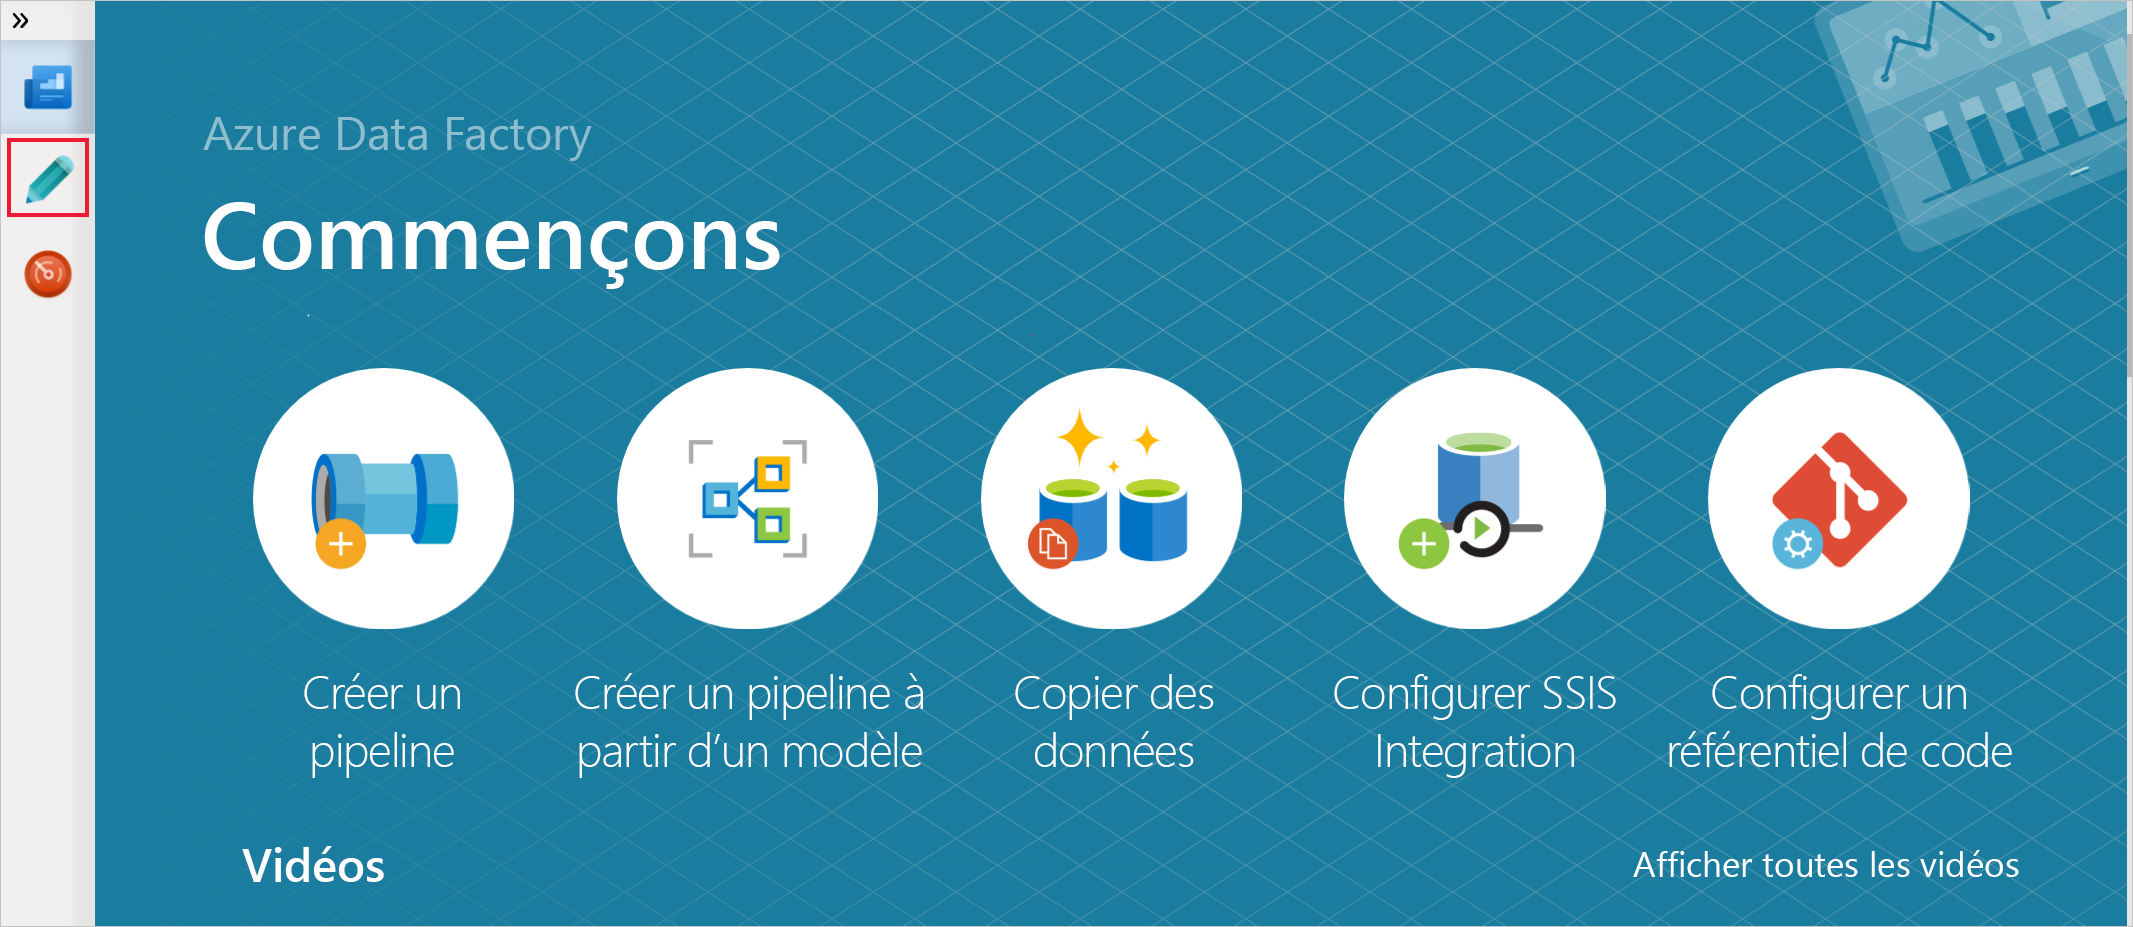 Azure Data Factory
Commençons
Créer un
pipeline
Créer un pipeline à
partir d’un modèle
Copier des
données
Configurer SSIS
Integration
Configurer un
référentiel de code
Vidéos
Afficher toutes les vidéos